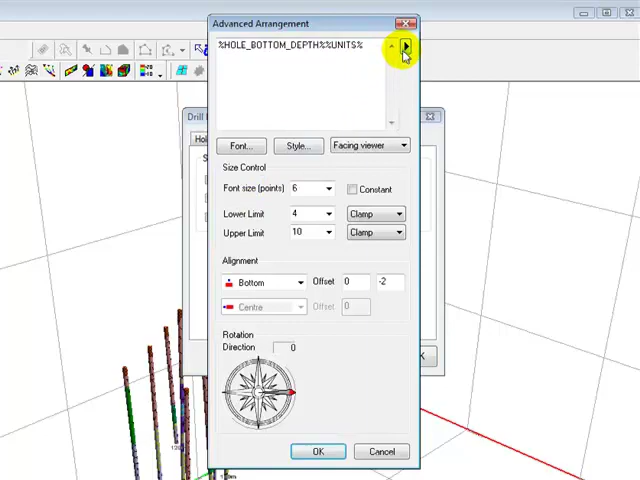 Advanced Arrangement
%HOLE_BOTTOM_DEPTH%%UNITS%
Drill
Hol
Font...
Style...
Facing viewer
Size Control
Font size (points)
6
Constant
Lower Limit
4
Clamp
Upper Limit
10
Clamp
Alignment
Bottom
Offset
0
-2
Centre
Offset
0
Rotation
Direction
0
OK
Cancel